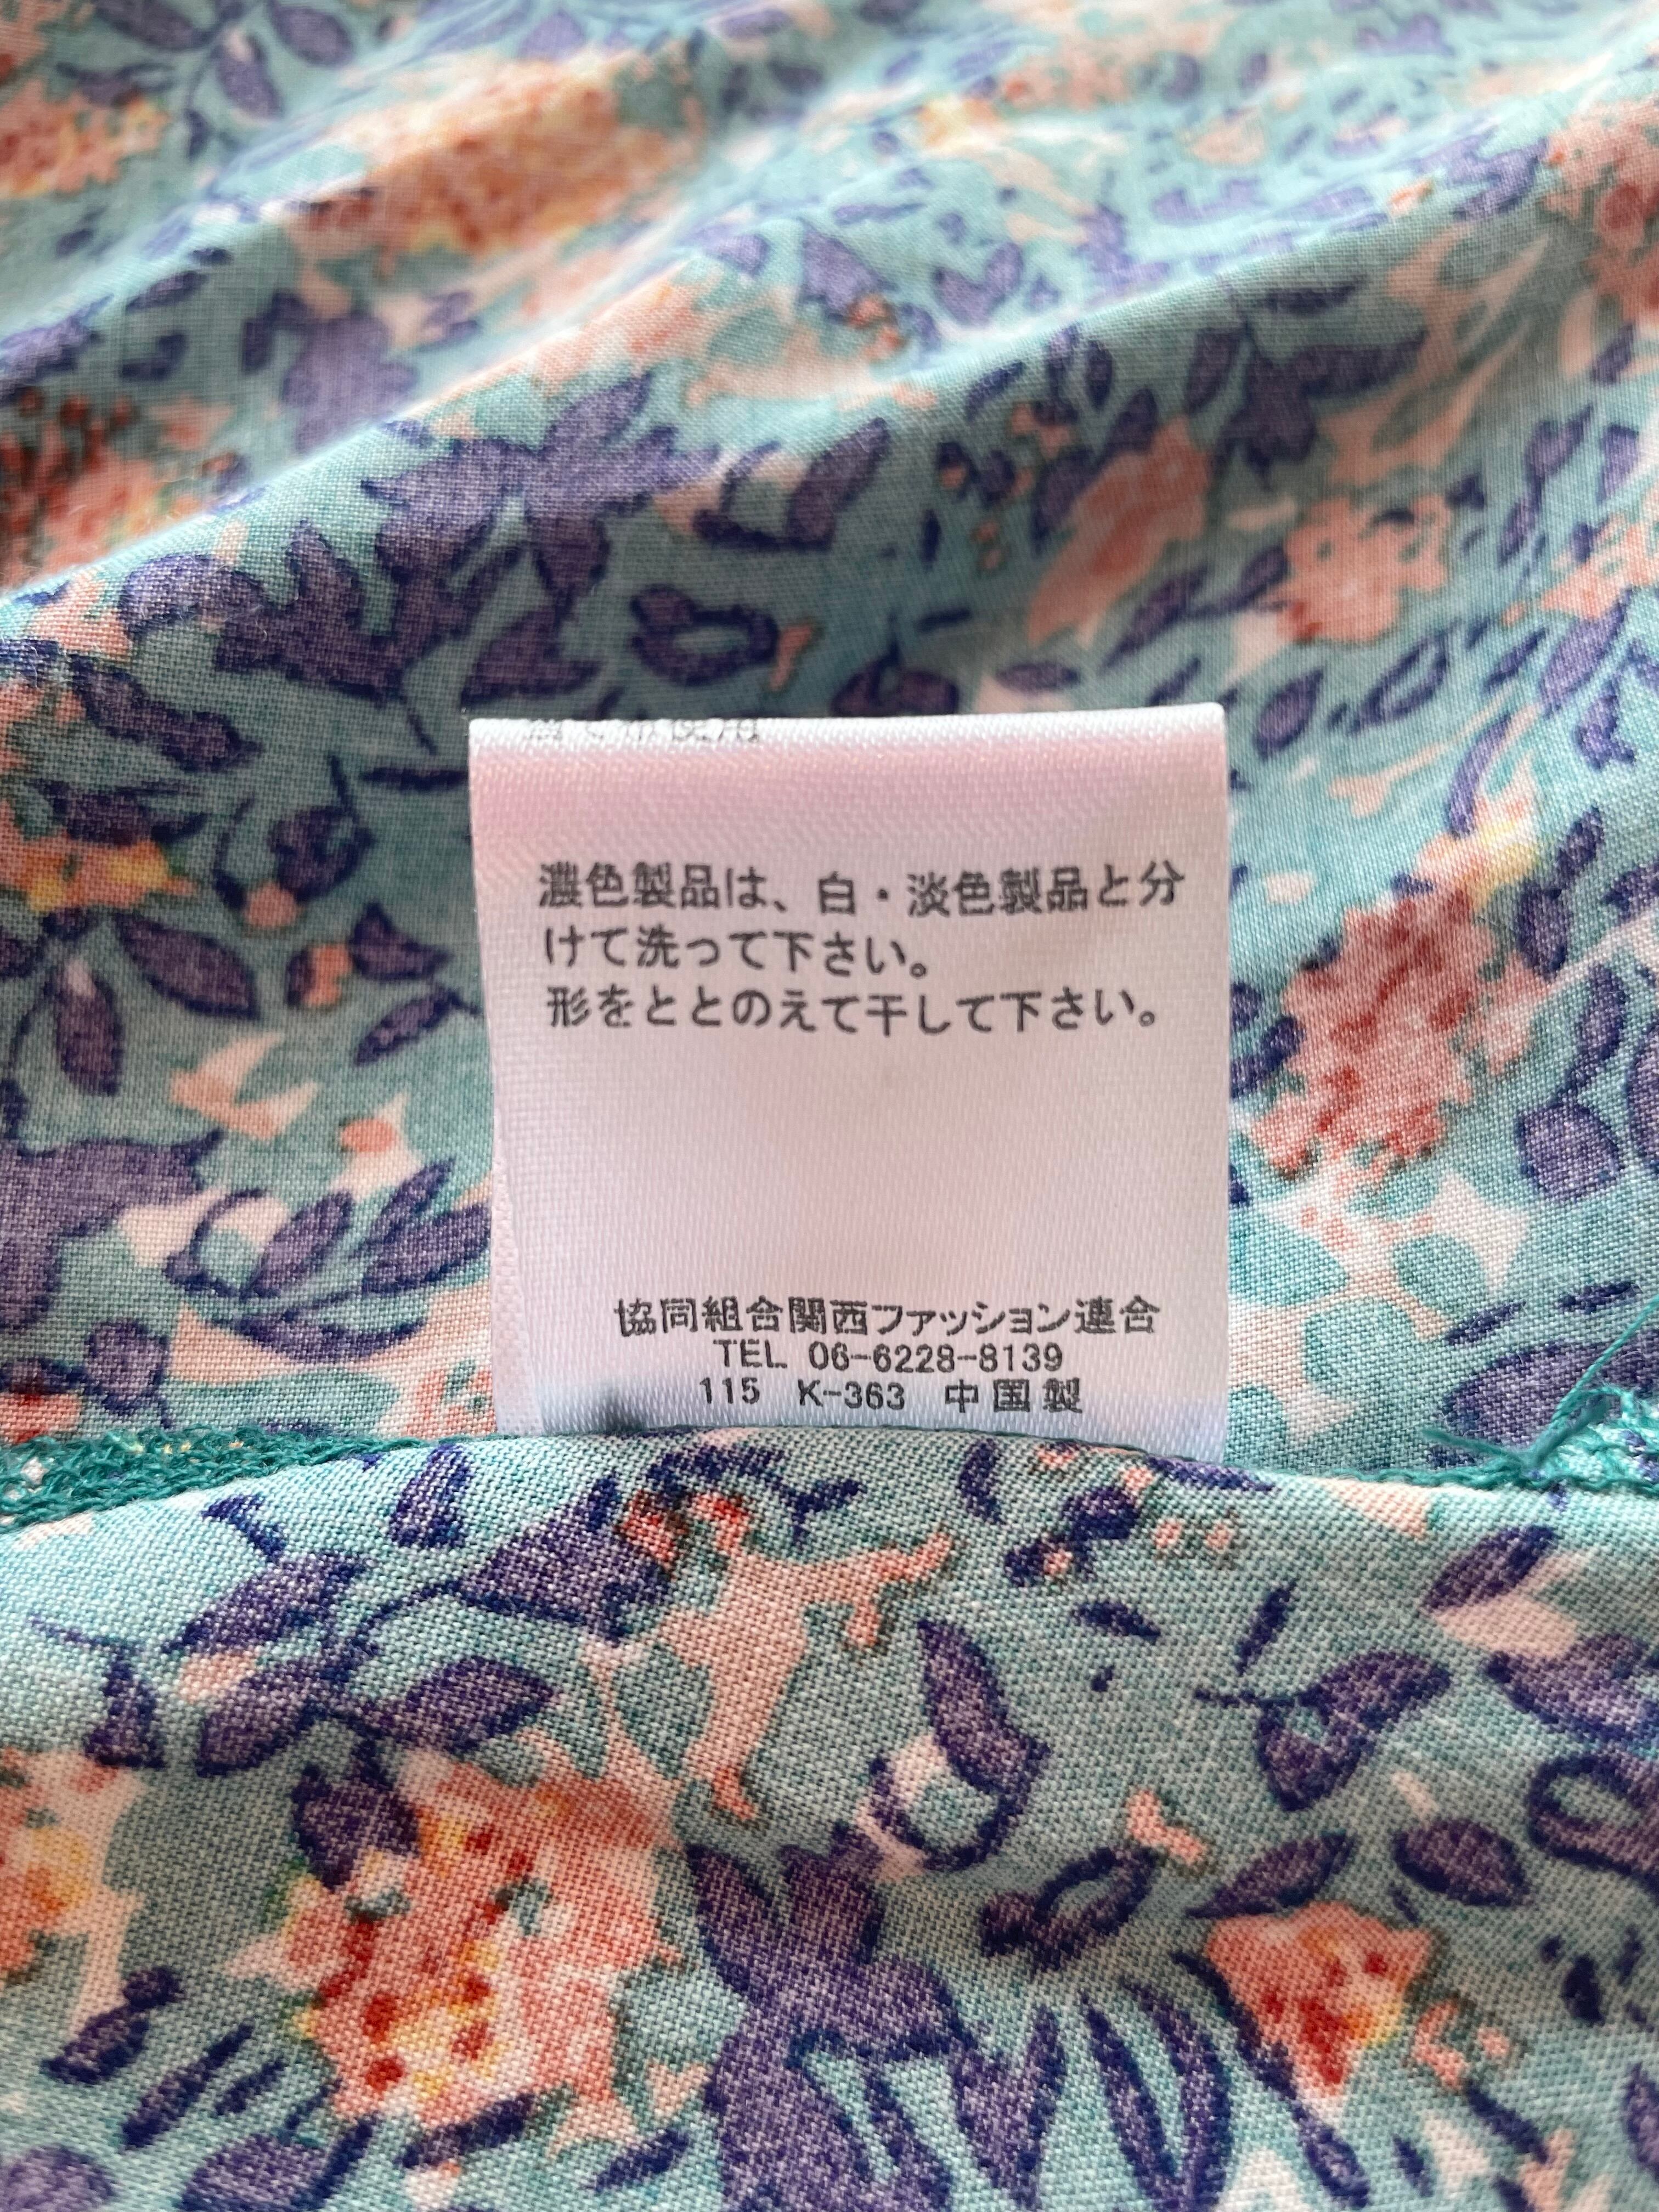 濃色製品は、白・淡色製品と分
けて洗って下さい。
形をととのえて干して下さい。
協同組合関西ファッション連合
TEL 06-6228-8139
115 K-363 中国製